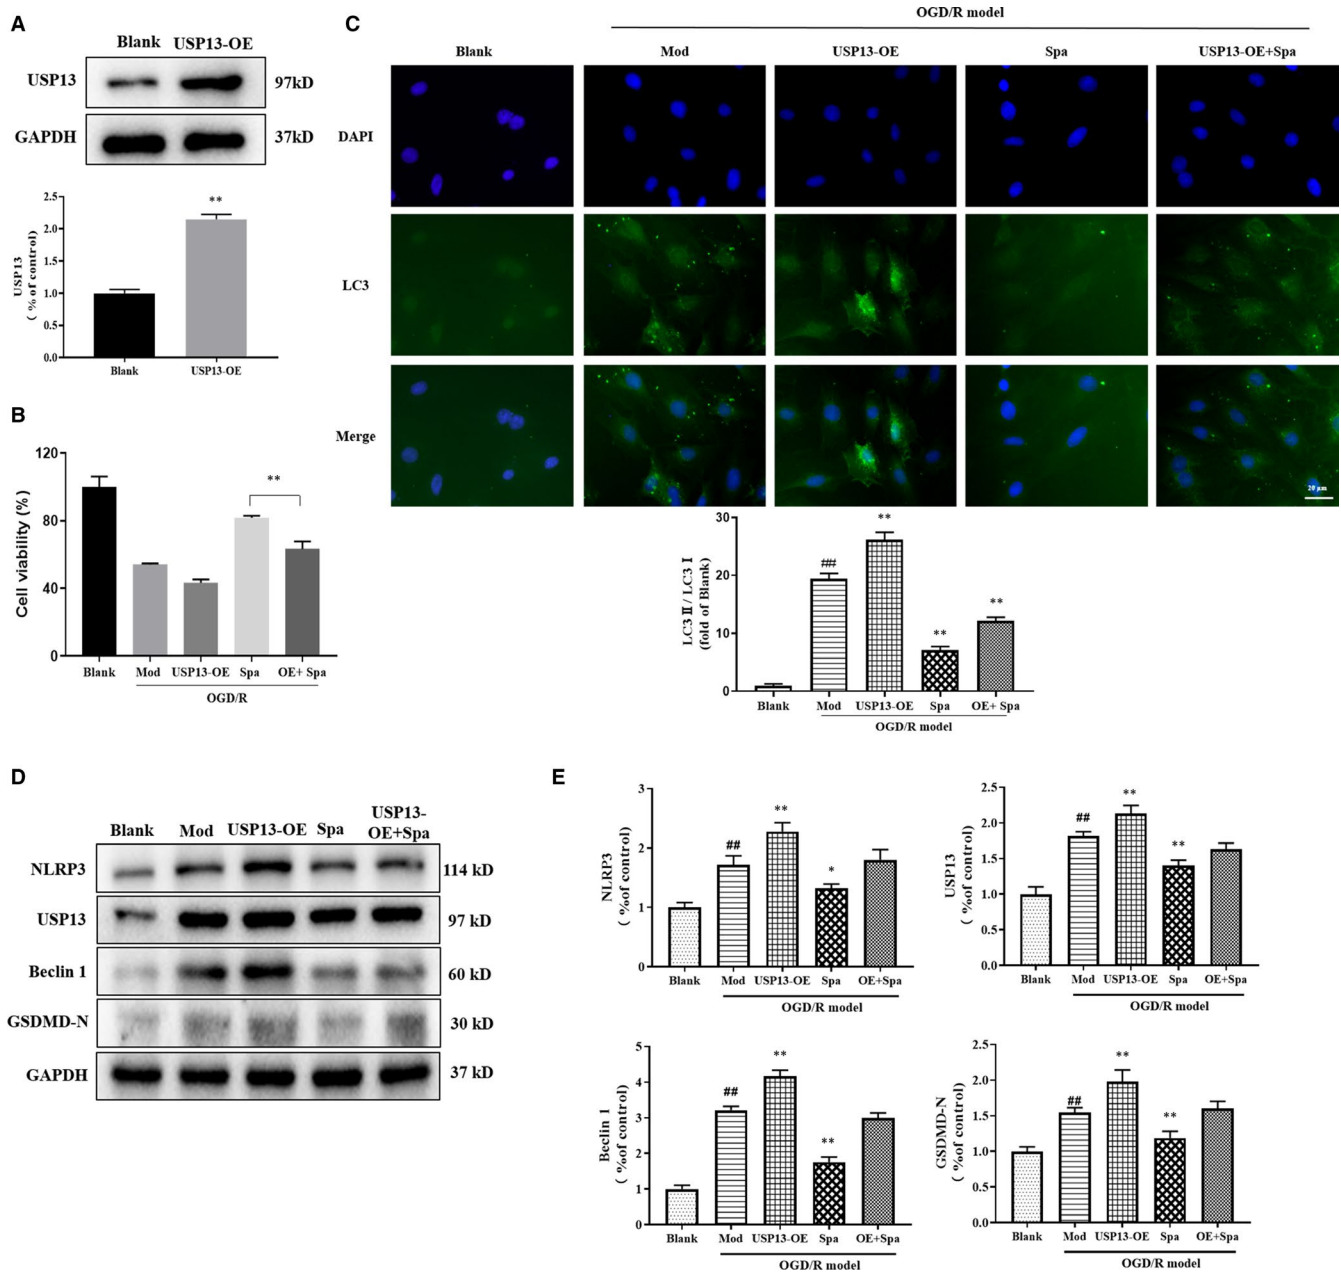 A
Blank USP13-OE
USP13 97kD
GAPDH 37kD
USP13
( % of control)
2.5
2.0
1.5
1.0
0.5
0.0
**
Blank USP13-OE
B
Cell viability (%)
120
80
40
0
**
Blank Mod USP13-OE Spa OE+ Spa
OGD/R
C
OGD/R model
Blank Mod USP13-OE Spa USP13-OE+Spa
DAPI
LC3
Merge
20 μm
LC3 Ⅱ / LC3 Ⅰ
(fold of Blank)
30
20
10
0
## ** ** **
Blank Mod USP13-OE Spa OE+ Spa
OGD/R model
D
Blank Mod USP13-OE Spa USP13-
OE+Spa
NLRP3 114 kD
USP13 97 kD
Beclin 1 60 kD
GSDMD-N 30 kD
GAPDH 37 kD
E
NLRP3
( %of control)
3
2
1
0
## ** *
Blank Mod USP13-OE Spa OE+Spa
OGD/R model
USP13
( %of control)
2.5
2.0
1.5
1.0
0.5
0.0
## ** **
Blank Mod USP13-OE Spa OE+Spa
OGD/R model
Beclin 1
( %of control)
5
4
3
2
1
0
## ** **
Blank Mod USP13-OE Spa OE+Spa
OGD/R model
GSDMD-N
( %of control)
2.5
2.0
1.5
1.0
0.5
0.0
## ** **
Blank Mod USP13-OE Spa OE+Spa
OGD/R model